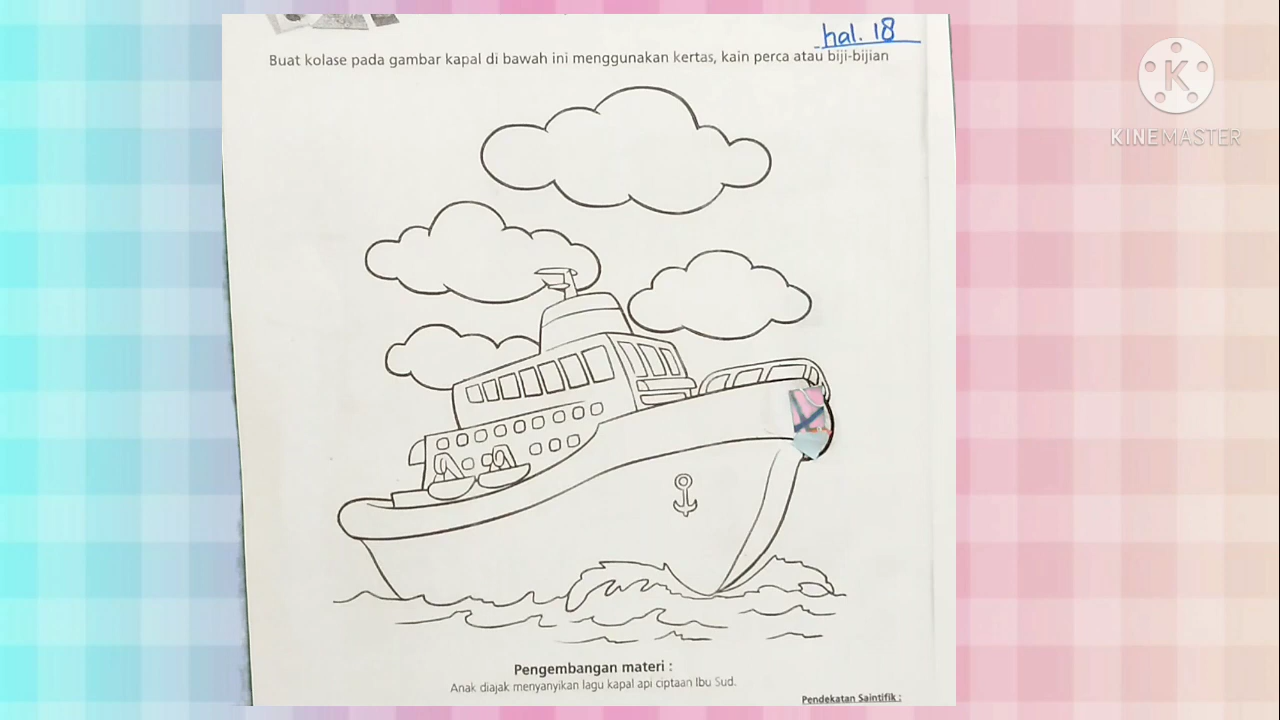 hal. 18
Buat kolase pada gambar kapal di bawah ini menggunakan kertas, kain perca atau biji-bijian
KINEMASTER
Pengembangan materi :
Anak diajak menyanyikan lagu kapal api ciptaan Ibu Sud.
Pendekatan Saintifik :